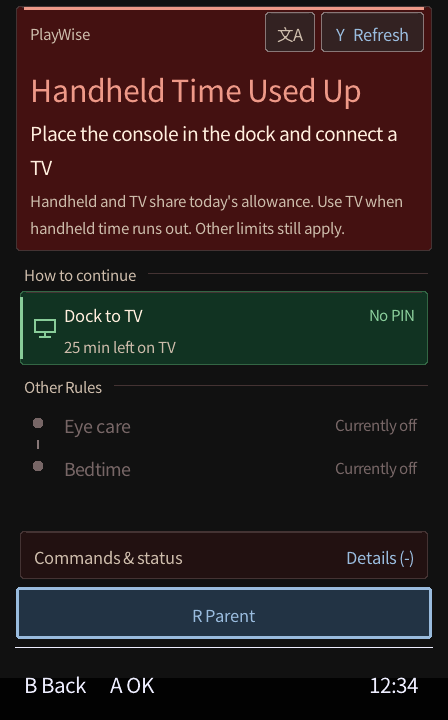 PlayWise
文A
Y Refresh
Handheld Time Used Up
Place the console in the dock and connect a
TV
Handheld and TV share today's allowance. Use TV when
handheld time runs out. Other limits still apply.
How to continue
Dock to TV
No PIN
25 min left on TV
Other Rules
Eye care
Currently off
Bedtime
Currently off
Commands & status
Details (-)
R Parent
B Back
A OK
12:34